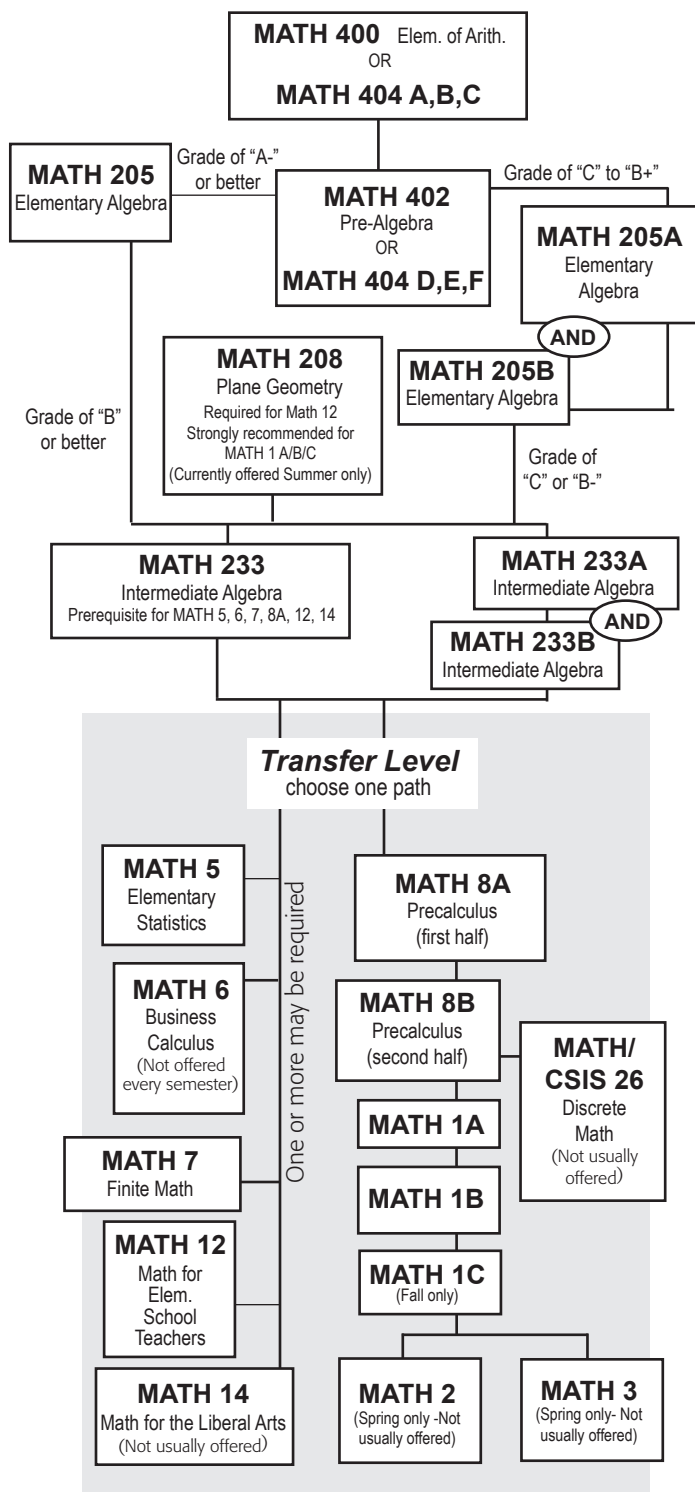 MATH 400 Elem. of Arith.
OR
MATH 404 A,B,C
MATH 205
Elementary Algebra
Grade of “A-”
or better
MATH 402
Pre-Algebra
OR
MATH 404 D,E,F
Grade of “C” to “B+”
MATH 205A
Elementary
Algebra
AND
MATH 205B
Elementary Algebra
MATH 208
Plane Geometry
Required for Math 12
Strongly recommended for
MATH 1 A/B/C
(Currently offered Summer only)
Grade of “B”
or better
Grade of
“C” or “B-”
MATH 233
Intermediate Algebra
Prerequisite for MATH 5, 6, 7, 8A, 12, 14
MATH 233A
Intermediate Algebra
AND
MATH 233B
Intermediate Algebra
Transfer Level
choose one path
MATH 5
Elementary
Statistics
MATH 6
Business
Calculus
(Not offered
every semester)
MATH 7
Finite Math
MATH 12
Math for
Elem.
School
Teachers
MATH 14
Math for the Liberal Arts
(Not usually offered)
One or more may be required
MATH 8A
Precalculus
(first half)
MATH 8B
Precalculus
(second half)
MATH/
CSIS 26
Discrete
Math
(Not usually
offered)
MATH 1A
MATH 1B
MATH 1C
(Fall only)
MATH 2
(Spring only -Not
usually offered)
MATH 3
(Spring only- Not
usually offered)